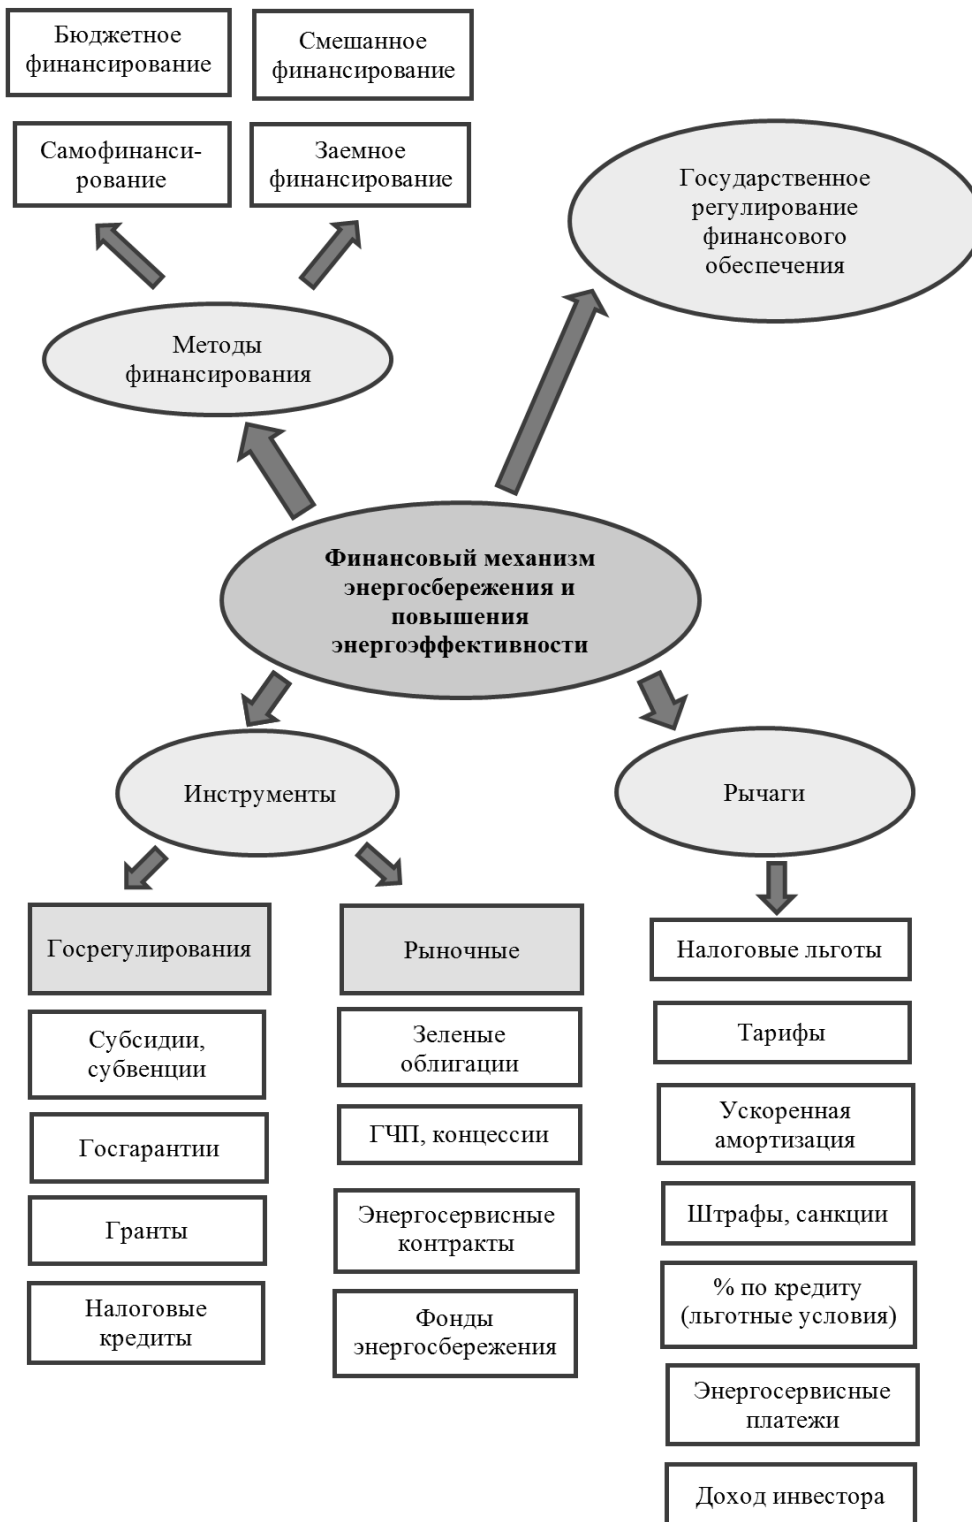 Бюджетное
финансирование
Смешанное
финансирование
Самофинанси-
рование
Заемное
финансирование
Государственное
регулирование
финансового
обеспечения
Методы
финансирования
Финансовый механизм
энергосбережения и
повышения
энергоэффективности
Инструменты
Рычаги
Госрегулирования
Субсидии,
субвенции
Госгарантии
Гранты
Налоговые
кредиты
Рыночные
Зеленые
облигации
ГЧП, концессии
Энергосервисные
контракты
Фонды
энергосбережения
Налоговые льготы
Тарифы
Ускоренная
амортизация
Штрафы, санкции
% по кредиту
(льготные условия)
Энергосервисные
платежи
Доход инвестора